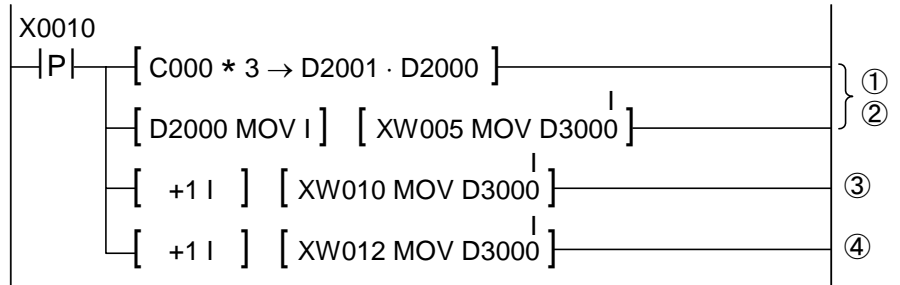 X0010
P
[ C000 * 3 → D2001 · D2000 ]
①
I
②
[ D2000 MOV I ] [ XW005 MOV D3000 ]
I
[ +1 I ] [ XW010 MOV D3000 ] ③
I
[ +1 I ] [ XW012 MOV D3000 ] ④